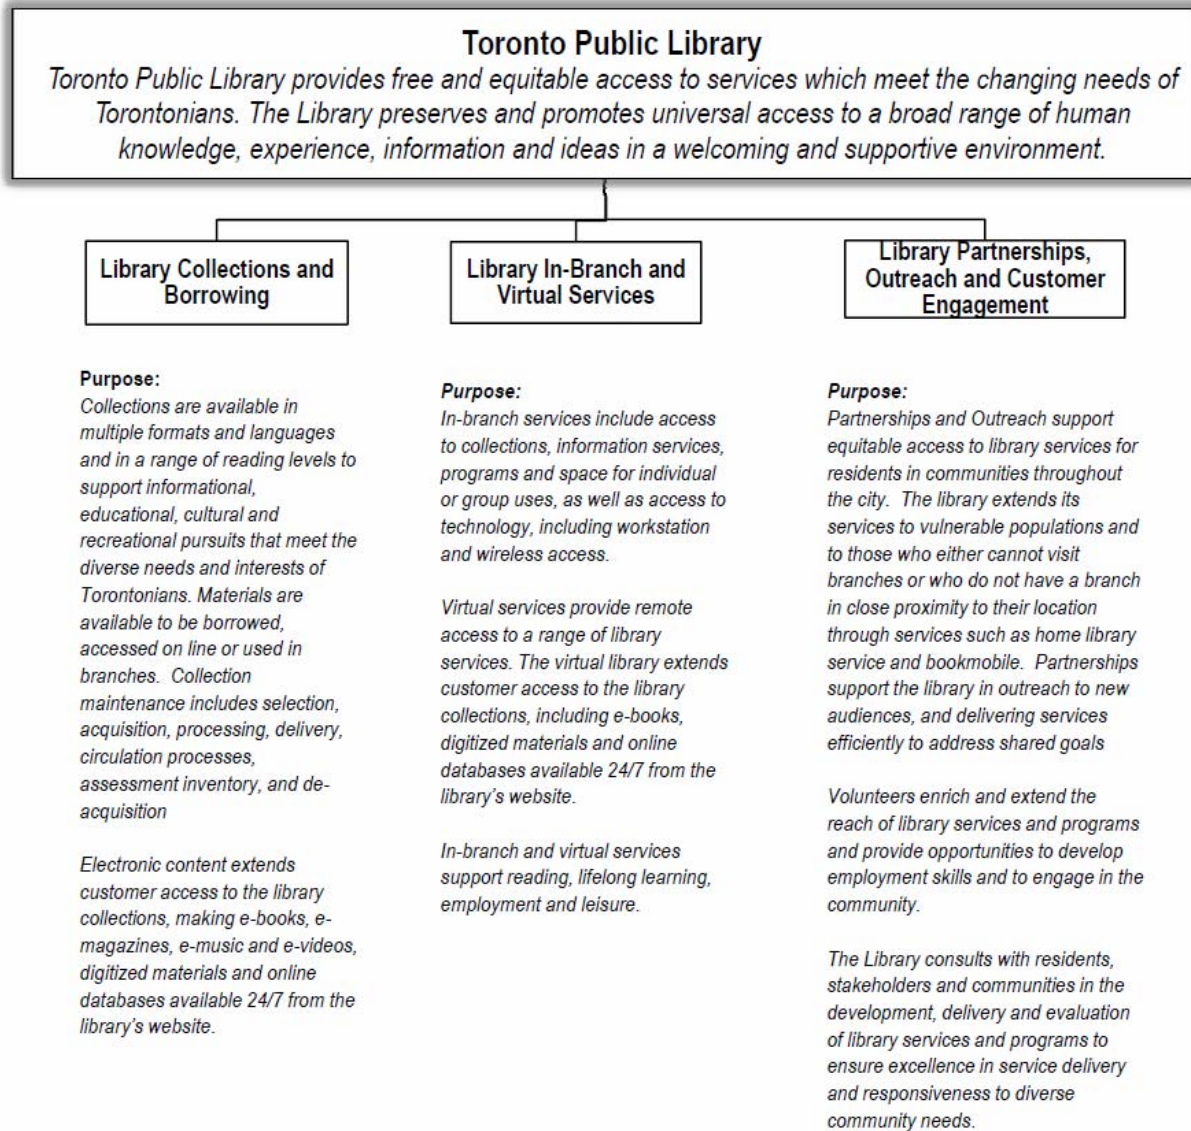 Toronto Public Library
Toronto Public Library provides free and equitable access to services which meet the changing needs of
Torontonians. The Library preserves and promotes universal access to a broad range of human
knowledge, experience, information and ideas in a welcoming and supportive environment.
Library Collections and
Borrowing
Purpose:
Collections are available in
multiple formats and languages
and in a range of reading levels to
support informational,
educational, cultural and
recreational pursuits that meet the
diverse needs and interests of
Torontonians. Materials are
available to be borrowed,
accessed on line or used in
branches.  Collection
maintenance includes selection,
acquisition, processing, delivery,
circulation processes,
assessment inventory, and de-
acquisition
Electronic content extends
customer access to the library
collections, making e-books, e-
magazines, e-music and e-videos,
digitized materials and online
databases available 24/7 from the
library's website.
Library In-Branch and
Virtual Services
Purpose:
In-branch services include access
to collections, information services,
programs and space for individual
or group uses, as well as access to
technology, including workstation
and wireless access.
Virtual services provide remote
access to a range of library
services. The virtual library extends
customer access to the library
collections, including e-books,
digitized materials and online
databases available 24/7 from the
library's website.
In-branch and virtual services
support reading, lifelong learning,
employment and leisure.
Library Partnerships,
Outreach and Customer
Engagement
Purpose:
Partnerships and Outreach support
equitable access to library services for
residents in communities throughout
the city.  The library extends its
services to vulnerable populations and
to those who either cannot visit
branches or who do not have a branch
in close proximity to their location
through services such as home library
service and bookmobile.  Partnerships
support the library in outreach to new
audiences, and delivering services
efficiently to address shared goals
Volunteers enrich and extend the
reach of library services and programs
and provide opportunities to develop
employment skills and to engage in the
community.
The Library consults with residents,
stakeholders and communities in the
development, delivery and evaluation
of library services and programs to
ensure excellence in service delivery
and responsiveness to diverse
community needs.